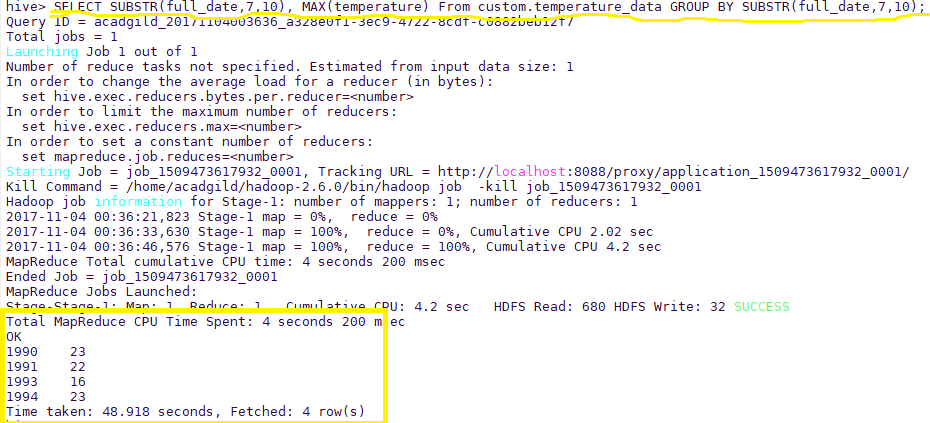 hive> SELECT SUBSTR(full_date,7,10), MAX(temperature) From custom.temperature_data GROUP BY SUBSTR(full_date,7,10);
Query ID = acadgild_20171104003636_a328e0f1-3dc9-4722-8cdf-c0882beb12f7
Total jobs = 1
Launching Job 1 out of 1
Number of reduce tasks not specified. Estimated from input data size: 1
In order to change the average load for a reducer (in bytes):
  set hive.exec.reducers.bytes.per.reducer=<number>
In order to limit the maximum number of reducers:
  set hive.exec.reducers.max=<number>
In order to set a constant number of reducers:
  set mapreduce.job.reduces=<number>
Starting Job = job_1509473617932_0001, Tracking URL = http://localhost:8088/proxy/application_1509473617932_0001/
Kill Command = /home/acadgild/hadoop-2.6.0/bin/hadoop job  -kill job_1509473617932_0001
Hadoop job information for Stage-1: number of mappers: 1; number of reducers: 1
2017-11-04 00:36:21,823 Stage-1 map = 0%,  reduce = 0%
2017-11-04 00:36:33,630 Stage-1 map = 100%,  reduce = 0%, Cumulative CPU 2.02 sec
2017-11-04 00:36:46,576 Stage-1 map = 100%,  reduce = 100%, Cumulative CPU 4.2 sec
MapReduce Total cumulative CPU time: 4 seconds 200 msec
Ended Job = job_1509473617932_0001
MapReduce Jobs Launched:
Stage-Stage-1: Map: 1  Reduce: 1   Cumulative CPU: 4.2 sec   HDFS Read: 680 HDFS Write: 32 SUCCESS
Total MapReduce CPU Time Spent: 4 seconds 200 msec
OK
1990	23
1991	22
1993	16
1994	23
Time taken: 48.918 seconds, Fetched: 4 row(s)